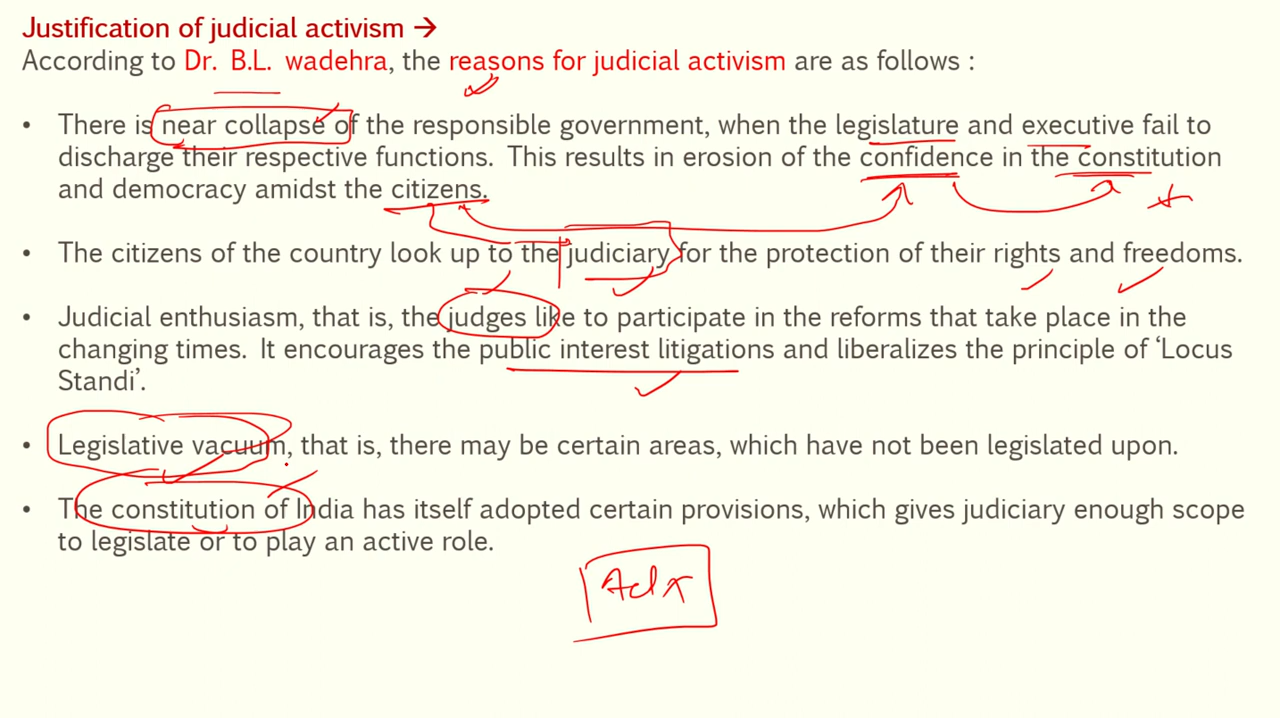 Justification of judicial activism →
According to Dr. B.L. wadehra, the reasons for judicial activism are as follows :
• There is near collapse of the responsible government, when the legislature and executive fail to
discharge their respective functions. This results in erosion of the confidence in the constitution
and democracy amidst the citizens.
• The citizens of the country look up to the judiciary for the protection of their rights and freedoms.
• Judicial enthusiasm, that is, the judges like to participate in the reforms that take place in the
changing times. It encourages the public interest litigations and liberalizes the principle of ‘Locus
Standi’.
• Legislative vacuum, that is, there may be certain areas, which have not been legislated upon.
• The constitution of India has itself adopted certain provisions, which gives judiciary enough scope
to legislate or to play an active role.